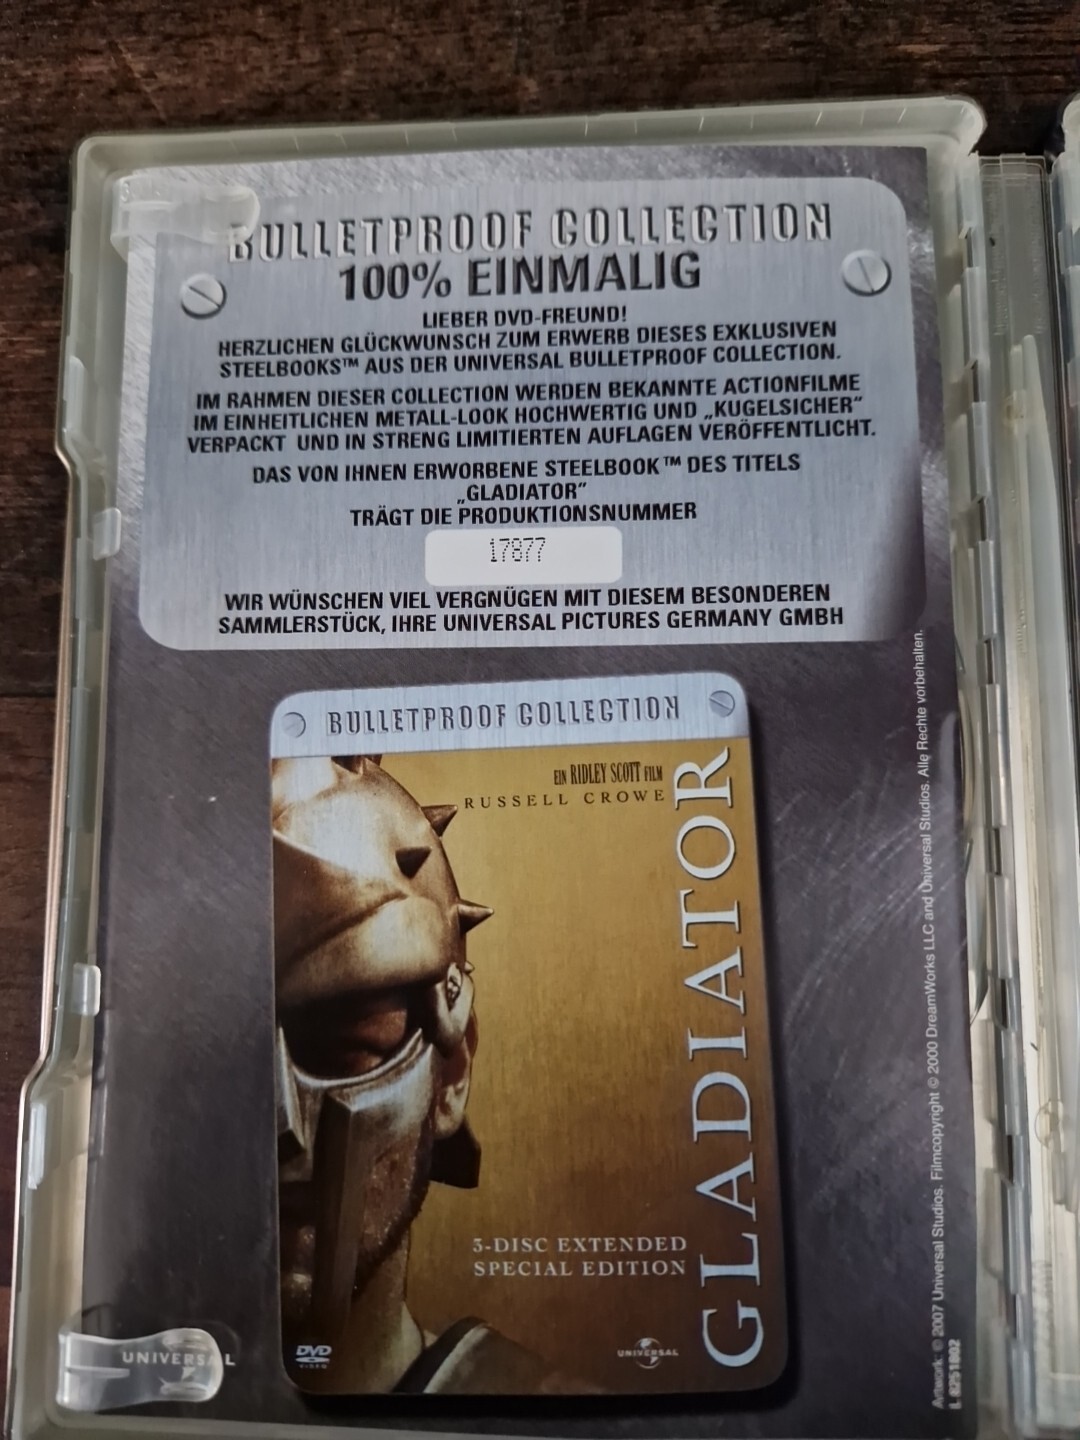 BULLETPROOF COLLECTION
100% EINMALIG
LIEBER DVD-FREUND!
HERZLICHEN GLÜCKWUNSCH ZUM ERWERB DIESES EXKLUSIVEN
STEELBOOKS™ AUS DER UNIVERSAL BULLETPROOF COLLECTION.
IM RAHMEN DIESER COLLECTION WERDEN BEKANNTE ACTIONFILME
IM EINHEITLICHEN METALL-LOOK HOCHWERTIG UND „KUGELSICHER"
VERPACKT UND IN STRENG LIMITIERTEN AUFLAGEN VERÖFFENTLICHT.
DAS VON IHNEN ERWORBENE STEELBOOK™ DES TITELS
„GLADIATOR"
TRÄGT DIE PRODUKTIONSNUMMER
17877
WIR WÜNSCHEN VIEL VERGNÜGEN MIT DIESEM BESONDEREN
SAMMLERSTÜCK, IHRE UNIVERSAL PICTURES GERMANY GMBH
BULLETPROOF COLLECTION
EIN RIDLEY SCOTT FILM
RUSSELL CROWE
GLADIATOR
3-DISC EXTENDED
SPECIAL EDITION
DVD
VIDEO
UNIVERSAL
UNIVERSAL
Artwork: © 2007 Universal Studios. Filmcopyright © 2000 DreamWorks LLC and Universal Studios. Alle Rechte vorbehalten.
L 8251802